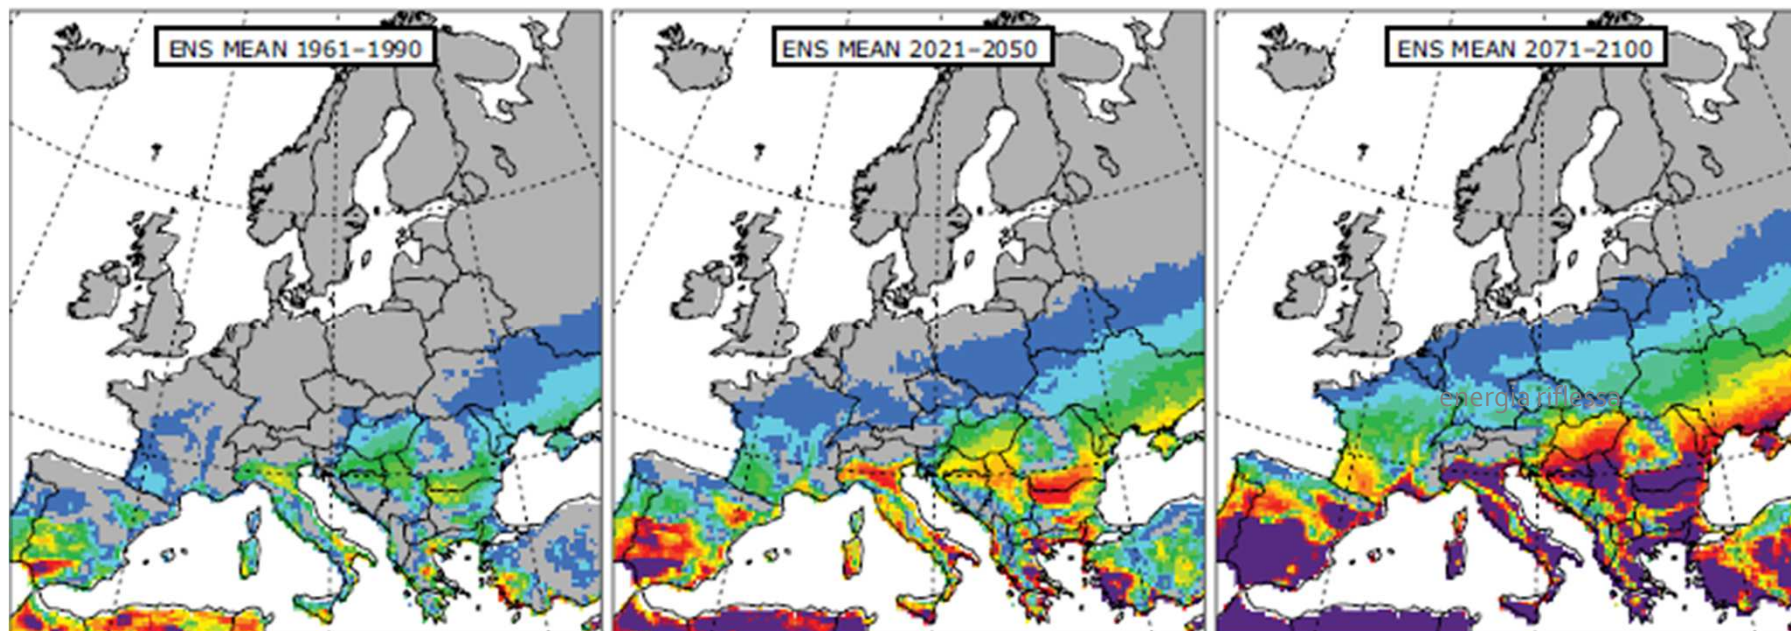 ENS MEAN 1961–1990
ENS MEAN 2021–2050
ENS MEAN 2071–2100
energia riflessa